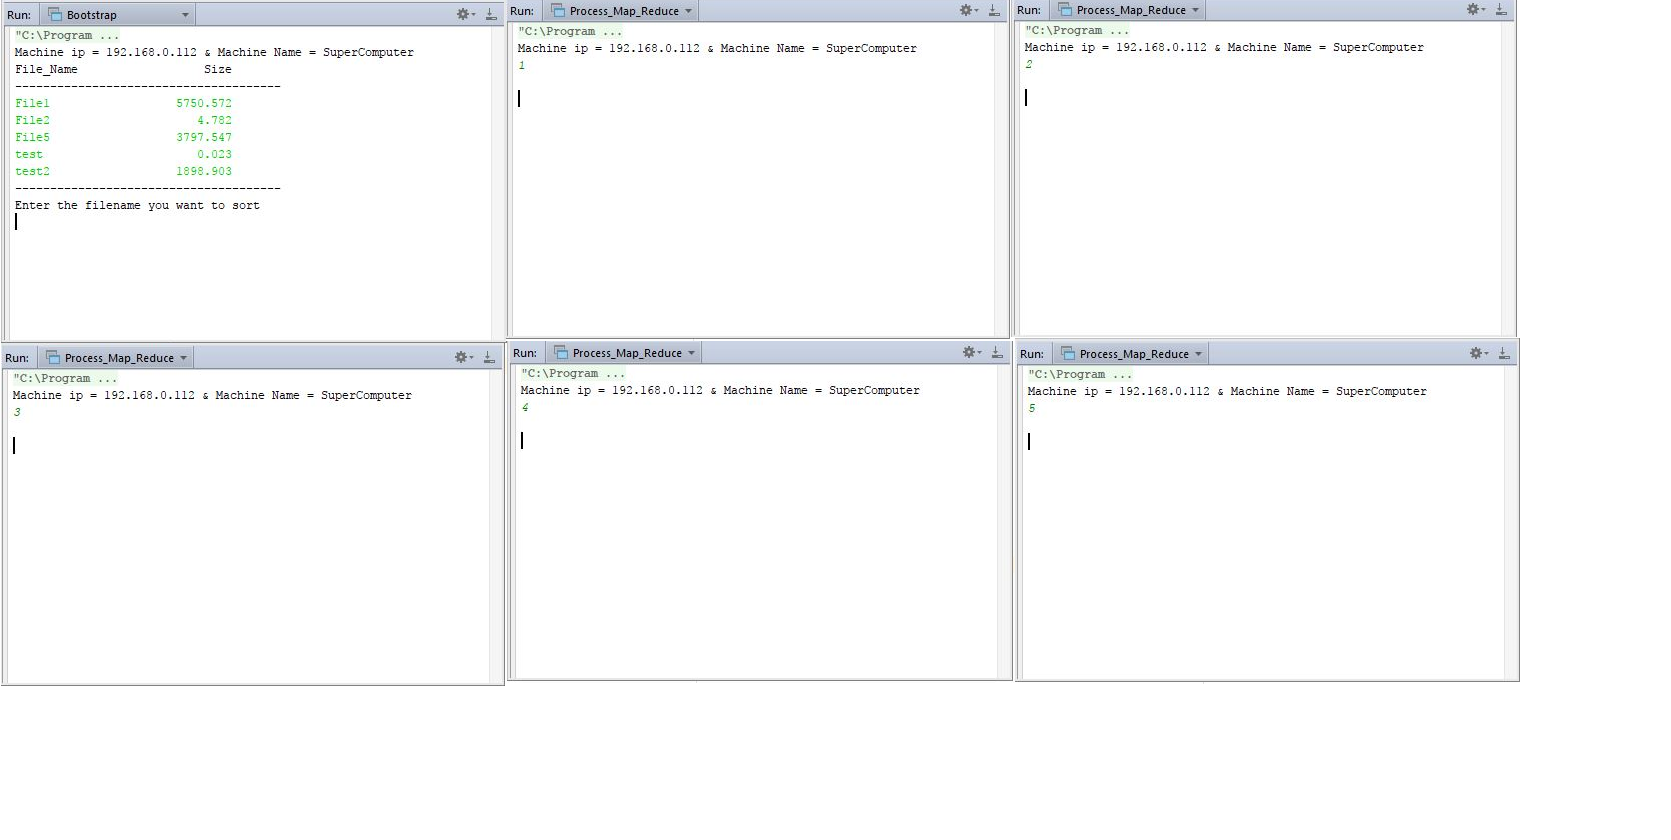 Run: Bootstrap
"C:\Program ...
Machine ip = 192.168.0.112 & Machine Name = SuperComputer
File_Name Size
--------------------------------------
File1 5750.572
File2 4.782
File5 3797.547
test 0.023
test2 1898.903
--------------------------------------
Enter the filename you want to sort
Run: Process_Map_Reduce
"C:\Program ...
Machine ip = 192.168.0.112 & Machine Name = SuperComputer
1
Run: Process_Map_Reduce
"C:\Program ...
Machine ip = 192.168.0.112 & Machine Name = SuperComputer
2
Run: Process_Map_Reduce
"C:\Program ...
Machine ip = 192.168.0.112 & Machine Name = SuperComputer
3
Run: Process_Map_Reduce
"C:\Program ...
Machine ip = 192.168.0.112 & Machine Name = SuperComputer
4
Run: Process_Map_Reduce
"C:\Program ...
Machine ip = 192.168.0.112 & Machine Name = SuperComputer
5